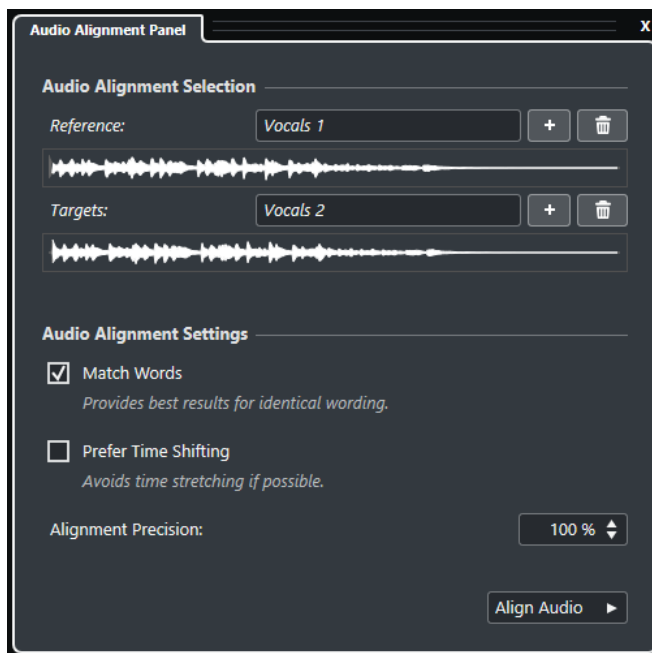 Audio Alignment Panel
X
Audio Alignment Selection
Reference:
Vocals 1
+
Targets:
Vocals 2
+
Audio Alignment Settings
Match Words
Provides best results for identical wording.
Prefer Time Shifting
Avoids time stretching if possible.
Alignment Precision:
100 %
Align Audio